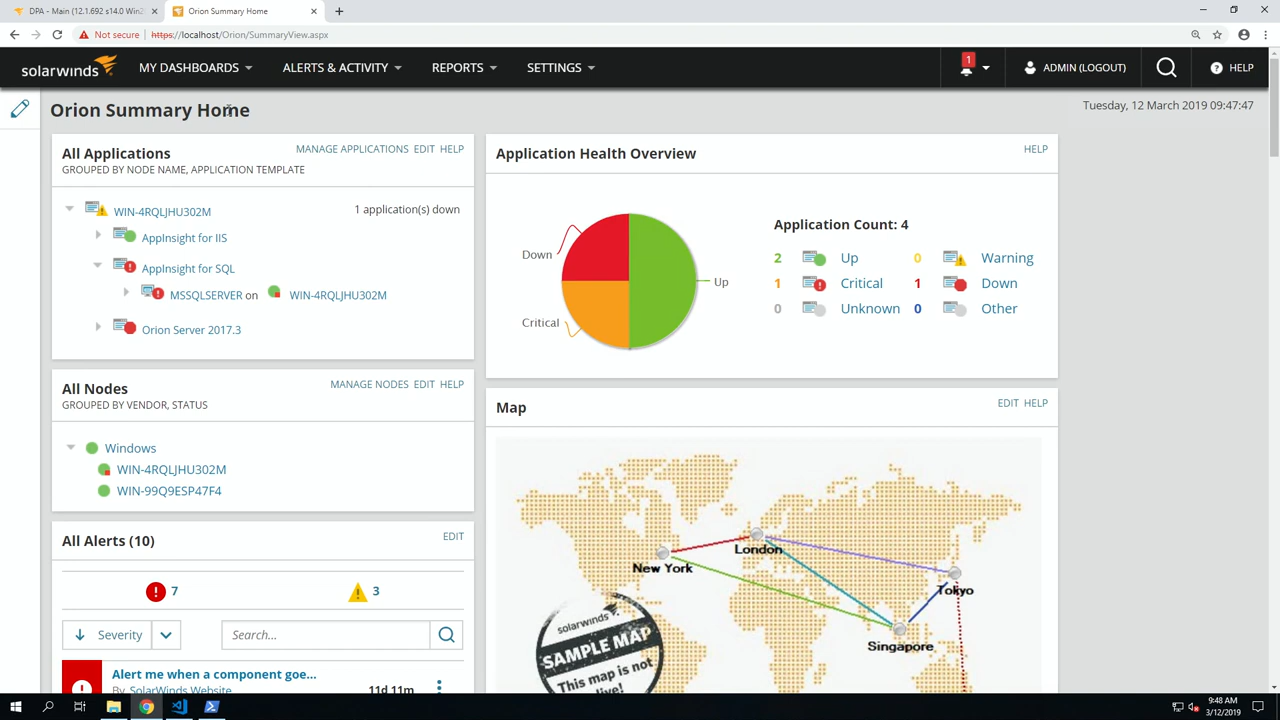 DPA - Main (12.1.692 s14.0 Win2
Orion Summary Home
Not secure
https://localhost/Orion/SummaryView.aspx
solarwinds
MY DASHBOARDS
ALERTS & ACTIVITY
REPORTS
SETTINGS
1
ADMIN (LOGOUT)
HELP
Orion Summary Home
Tuesday, 12 March 2019 09:47:47
All Applications
MANAGE APPLICATIONS EDIT HELP
GROUPED BY NODE NAME, APPLICATION TEMPLATE
WIN-4RQLJHU302M
1 application(s) down
AppInsight for IIS
AppInsight for SQL
MSSQLSERVER on WIN-4RQLJHU302M
Orion Server 2017.3
Application Health Overview
HELP
Down
Up
Critical
Application Count: 4
2 Up
0 Warning
1 Critical
1 Down
0 Unknown
0 Other
All Nodes
MANAGE NODES EDIT HELP
GROUPED BY VENDOR, STATUS
Windows
WIN-4RQLJHU302M
WIN-99Q9ESP47F4
Map
EDIT HELP
New York
London
Tokyo
Singapore
solarwinds
SAMPLE MAP
This map is not
live!
All Alerts (10)
EDIT
7
3
Severity
Search...
Alert me when a component goe...
By SolarWinds Website
11d 11m
9:48 AM
3/12/2019